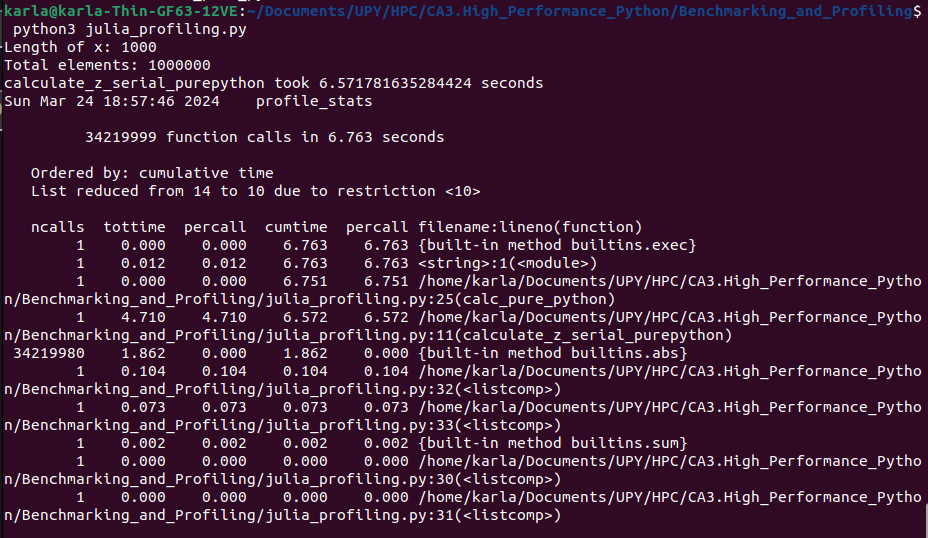 karla@karla-Thin-GF63-12VE:~/Documents/UPY/HPC/CA3.High_Performance_Python/Benchmarking_and_Profiling$
python3 julia_profiling.py
Length of x: 1000
Total elements: 1000000
calculate_z_serial_purepython took 6.571781635284424 seconds
Sun Mar 24 18:57:46 2024    profile_stats
34219999 function calls in 6.763 seconds
Ordered by: cumulative time
List reduced from 14 to 10 due to restriction <10>
ncalls  tottime  percall  cumtime  percall filename:lineno(function)
1    0.000    0.000    6.763    6.763 {built-in method builtins.exec}
1    0.012    0.012    6.763    6.763 <string>:1(<module>)
1    0.000    0.000    6.751    6.751 /home/karla/Documents/UPY/HPC/CA3.High_Performance_Pytho
n/Benchmarking_and_Profiling/julia_profiling.py:25(calc_pure_python)
1    4.710    4.710    6.572    6.572 /home/karla/Documents/UPY/HPC/CA3.High_Performance_Pytho
n/Benchmarking_and_Profiling/julia_profiling.py:11(calculate_z_serial_purepython)
34219980    1.862    0.000    1.862    0.000 {built-in method builtins.abs}
1    0.104    0.104    0.104    0.104 /home/karla/Documents/UPY/HPC/CA3.High_Performance_Pytho
n/Benchmarking_and_Profiling/julia_profiling.py:32(<listcomp>)
1    0.073    0.073    0.073    0.073 /home/karla/Documents/UPY/HPC/CA3.High_Performance_Pytho
n/Benchmarking_and_Profiling/julia_profiling.py:33(<listcomp>)
1    0.002    0.002    0.002    0.002 {built-in method builtins.sum}
1    0.000    0.000    0.000    0.000 /home/karla/Documents/UPY/HPC/CA3.High_Performance_Pytho
n/Benchmarking_and_Profiling/julia_profiling.py:30(<listcomp>)
1    0.000    0.000    0.000    0.000 /home/karla/Documents/UPY/HPC/CA3.High_Performance_Pytho
n/Benchmarking_and_Profiling/julia_profiling.py:31(<listcomp>)